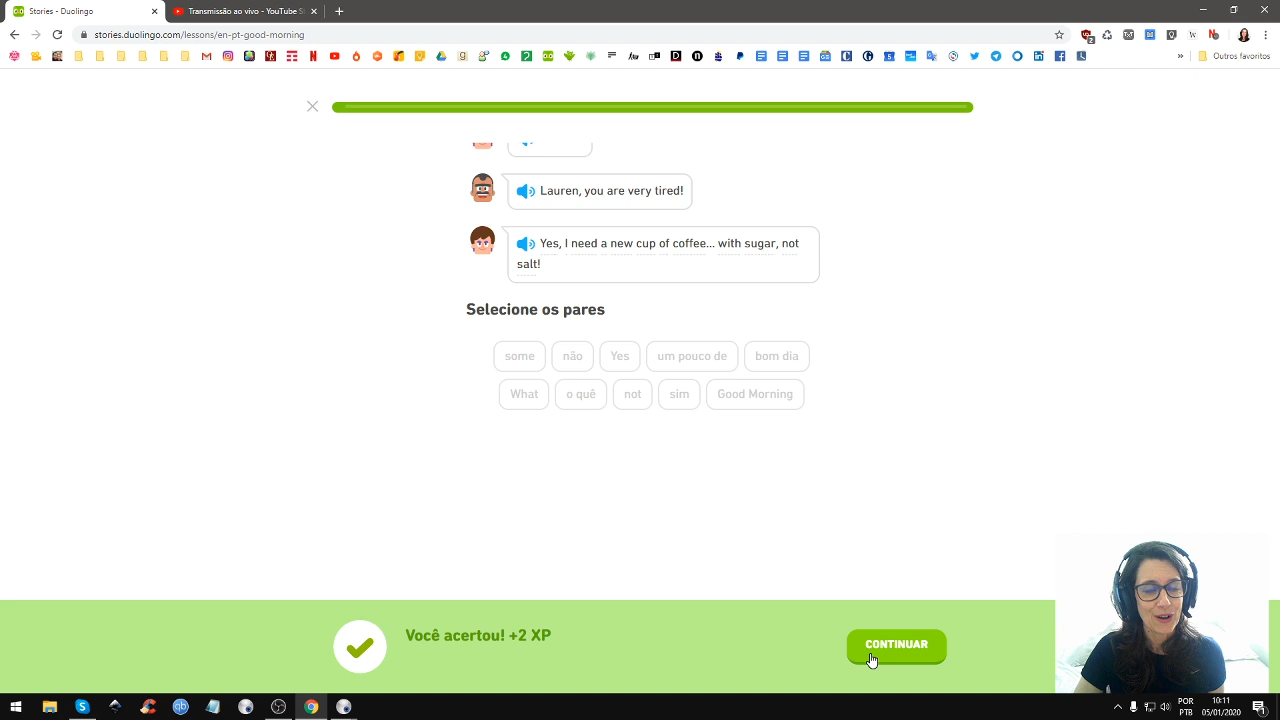 Stories - Duolingo
Transmissão ao vivo - YouTube S
stories.duolingo.com/lessons/en-pt-good-morning
Outros favoritos
Lauren, you are very tired!
Yes, I need a new cup of coffee... with sugar, not
salt!
Selecione os pares
some não Yes um pouco de bom dia
What o quê not sim Good Morning
Você acertou! +2 XP
CONTINUAR
POR 10:11
PTB 05/01/2020